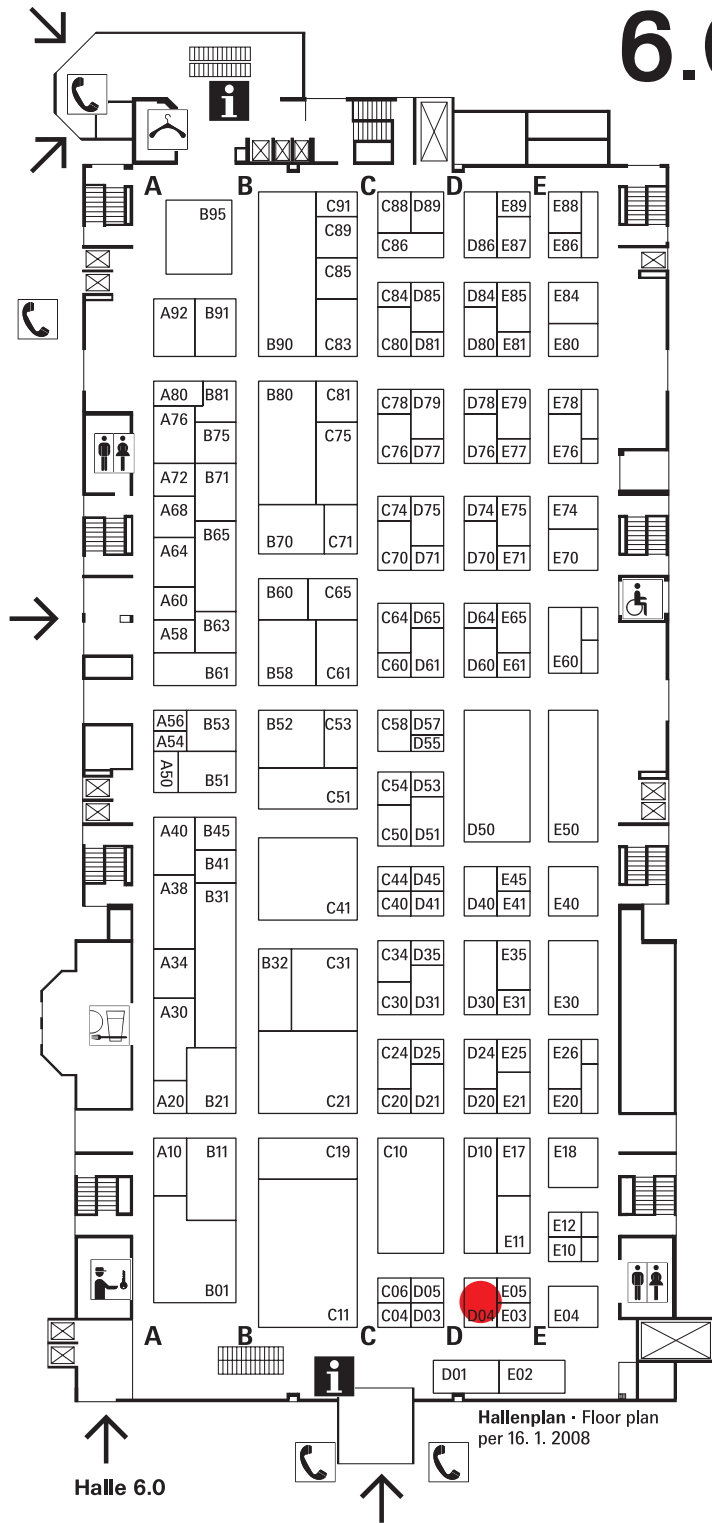 6.0
A B C D E
B95 C91 C88 D89 E89 E88
C89
C86 D86 E87 E86
C85
A92 B91 C84 D85 D84 E85 E84
B90 C83 C80 D81 D80 E81 E80
A80 B81 B80 C81 C78 D79 D78 E79 E78
A76
B75 C75
C76 D77 D76 E77 E76
A72 B71
A68 C74 D75 D74 E75 E74
B65
A64 B70 C71 C70 D71 D70 E71 E70
A60 B60 C65
C64 D65 D64 E65
A58 B63
B61 B58 C61 C60 D61 D60 E61 E60
A56 B53 B52 C53 C58 D57
A54 D55
A50 B51 C54 D53
C51
A40 B45 C50 D51 D50 E50
B41
A38 B31 C44 D45 E45
C41 C40 D41 D40 E41 E40
A34 B32 C31 C34 D35 E35
A30 C30 D31 D30 E31 E30
C24 D25 D24 E25 E26
A20 B21 C21 C20 D21 D20 E21 E20
A10 B11 C19 C10 D10 E17 E18
E12
E11 E10
B01 C06 D05 E05
C11 C04 D03 D04 E03 E04
A B C D E
D01 E02
Hallenplan · Floor plan
per 16. 1. 2008
Halle 6.0